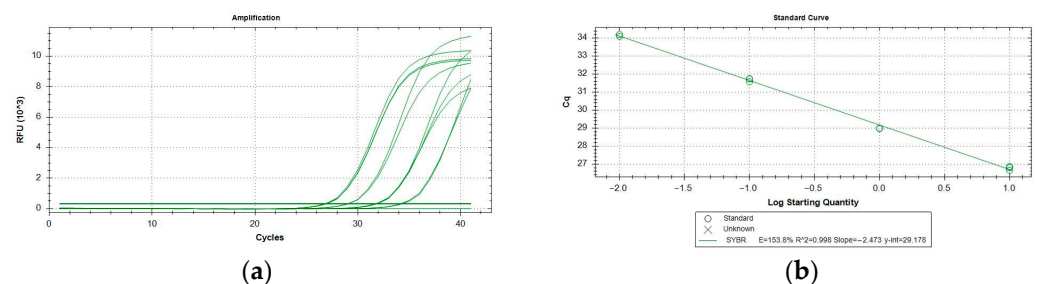 Amplification
10
8
6
4
2
0
RFU (10^3)
0
10
20
30
40
Cycles
(a)
Standard Curve
34
33
32
31
30
29
28
27
Cq
-2.0
-1.5
-1.0
-0.5
0.0
0.5
1.0
Log Starting Quantity
Standard
Unknown
SYBR E=153.8% R^2=0.998 Slope=−2.473 y-int=29.178
(b)